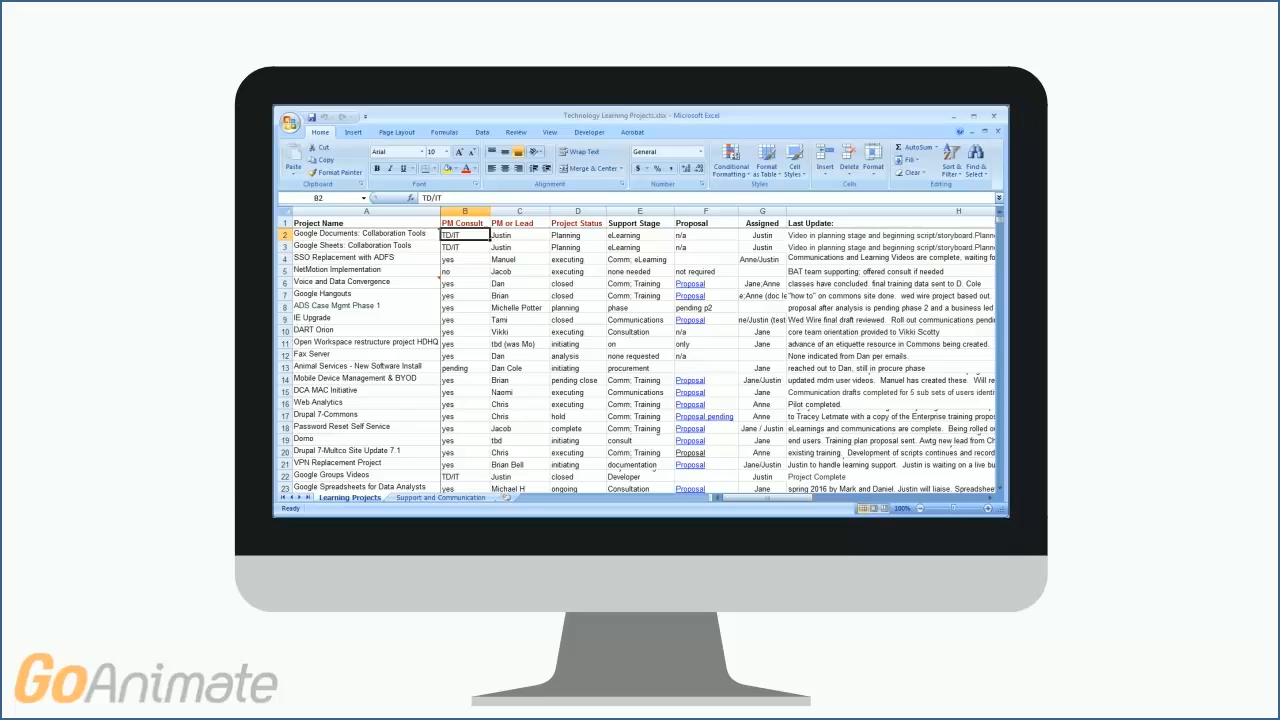 Technology Learning Projects.xlsx - Microsoft Excel
Home Insert Page Layout Formulas Data Review View Developer Acrobat
Paste Cut Copy Format Painter Clipboard
Arial 10 Font
Wrap Text Merge & Center Alignment
General Number
Conditional Formatting Format as Table Cell Styles Styles
Insert Delete Format Cells
AutoSum Fill Clear Sort & Filter Find & Select Editing
B2 fx TD/IT
A B C D E F G H
1 Project Name PM Consult PM or Lead Project Status Support Stage Proposal Assigned Last Update:
2 Google Documents: Collaboration Tools TD/IT Justin Planning eLearning n/a Justin Video in planning stage and beginning script/storyboard.Planne
3 Google Sheets: Collaboration Tools TD/IT Justin Planning eLearning n/a Justin Video in planning stage and beginning script/storyboard.Planne
4 SSO Replacement with ADFS yes Manuel executing Comm; eLearning Anne/Justin Communications and Learning Videos are complete, waiting fo
5 NetMotion Implementation no Jacob executing none needed not required BAT team supporting; offered consult if needed
6 Voice and Data Convergence yes Dan closed Comm; Training Proposal Jane;Anne classes have concluded. final training data sent to D. Cole
7 Google Hangouts yes Brian closed Comm; Training Proposal e;Anne (doc le "how to" on commons site done. wed wire project based out.
8 ADS Case Mgmt Phase 1 yes Michelle Potter planning phase pending p2 proposal after analysis is pending phase 2 and a business led
9 IE Upgrade yes Tami closed Communications Proposal ne/Justin (test Wed Wire final draft reviewed. Roll out communications pendin
10 DART Orion yes Vikki executing Consultation n/a Jane core team orientation provided to Vikki Scotty
11 Open Workspace restructure project HDHQ yes tbd (was Mo) initiating on only Jane advance of an etiquette resource in Commons being created.
12 Fax Server yes Dan analysis none requested n/a None indicated from Dan per emails.
13 Animal Services - New Software Install pending Dan Cole initiating procurement Jane reached out to Dan, still in procure phase
14 Mobile Device Management & BYOD yes Brian pending close Comm; Training Proposal Jane/Justin updated mdm user videos. Manuel has created these. Will re
15 DCA MAC Initiative yes Naomi executing Communications Proposal Anne Communication drafts completed for 5 sub sets of users identi
16 Web Analytics yes Chris executing Comm; Training Proposal Anne Pilot completed.
17 Drupal 7-Commons yes Chris hold Comm; Training Proposal pending Anne to Tracey Letmate with a copy of the Enterprise training propos
18 Password Reset Self Service yes Jacob complete Comm; Training Proposal Jane / Justin eLearnings and communications are complete. Being rolled ou
19 Domo yes tbd initiating consult Proposal Jane end users. Training plan proposal sent. Awtg new lead from Ch
20 Drupal 7-Multco Site Update 7.1 yes Chris executing Comm; Training Proposal Anne existing training. Development of scripts continues and record
21 VPN Replacement Project yes Brian Bell initiating documentation Proposal Jane/Justin Justin to handle learning support. Justin is waiting on a live bu
22 Google Groups Videos TD/IT Justin closed Developer Justin Project Complete
23 Google Spreadsheets for Data Analysts yes Michael H ongoing Consultation Proposal Jane spring 2016 by Mark and Daniel. Justin will liaise. Spreadshee
Learning Projects Support and Communication
Ready 100%
GoAnimate